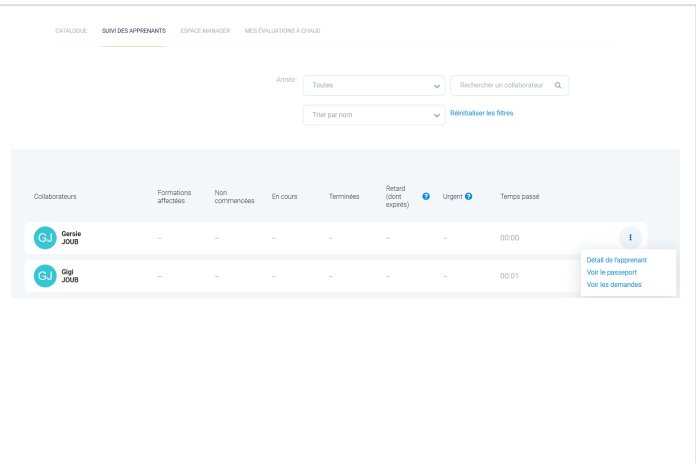 CATALOGUE SUIVI DES APPRENANTS ESPACE MANAGER MES ÉVALUATIONS À CHAUD
Année : Toutes Rechercher un collaborateur
Trier par nom Réinitialiser les filtres
Collaborateurs Formations affectées Non commencées En cours Terminées Retard (dont expirés) ? Urgent ? Temps passé
GJ Gersie JOUB – – – – – – 00:00
Détail de l'apprenant
GJ Gigi JOUB – – – – – – 00:01
Voir le passeport
Voir les demandes